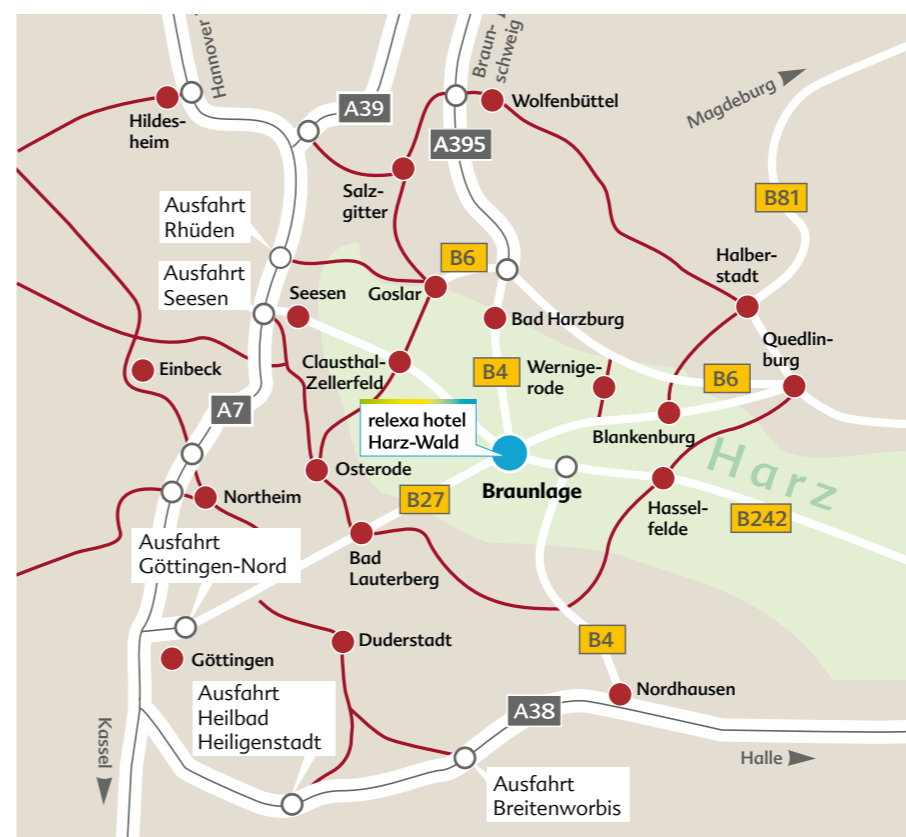 Hannover
Braun-
schweig
Magdeburg
Hildes-
heim
A39
Wolfenbüttel
A395
Salz-
gitter
B81
Ausfahrt
Rhüden
Halber-
stadt
B6
Ausfahrt
Seesen
Seesen
Goslar
Bad Harzburg
Quedlin-
burg
Einbeck
Clausthal-
Zellerfeld
B4
Wernige-
rode
B6
A7
relexa hotel
Harz-Wald
Blankenburg
Osterode
Braunlage
Harz
Northeim
B27
Hassel-
felde
B242
Ausfahrt
Göttingen-Nord
Bad
Lauterberg
Duderstadt
B4
Göttingen
Ausfahrt
Heilbad
Heiligenstadt
Nordhausen
A38
Kassel
Halle
Ausfahrt
Breitenworbis